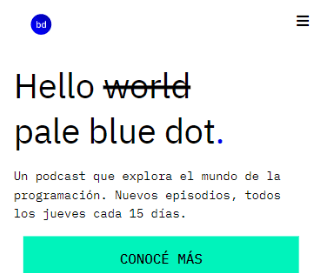 bd
Hello world
pale blue dot.
Un podcast que explora el mundo de la
programación. Nuevos episodios, todos
los jueves cada 15 días.
CONOCÉ MÁS